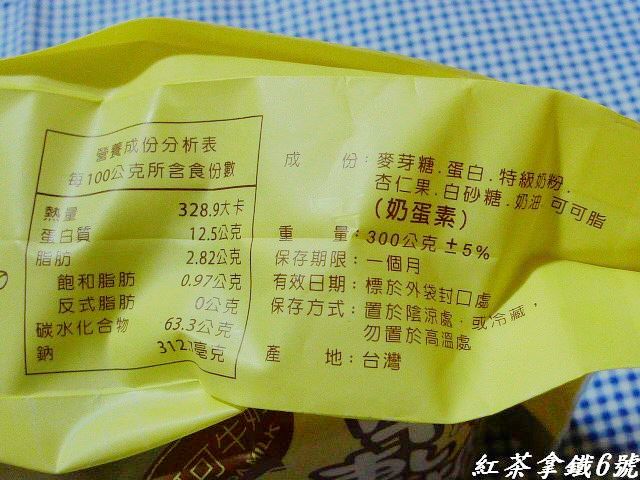 營養成份分析表
每100公克所含食份數
熱量 328.9大卡
蛋白質 12.5公克
脂肪 2.82公克
飽和脂肪 0.97公克
反式脂肪 0公克
碳水化合物 63.3公克
鈉 312.1毫克
成份：麥芽糖.蛋白.特級奶粉.
杏仁果.白砂糖.奶油.可可脂
(奶蛋素)
重量：300公克±5%
保存期限：一個月
有效日期：標於外袋封口處
保存方式：置於陰涼處.或冷藏，
勿置於高溫處
產地：台灣
可牛
MILK
紅茶拿鐵6號